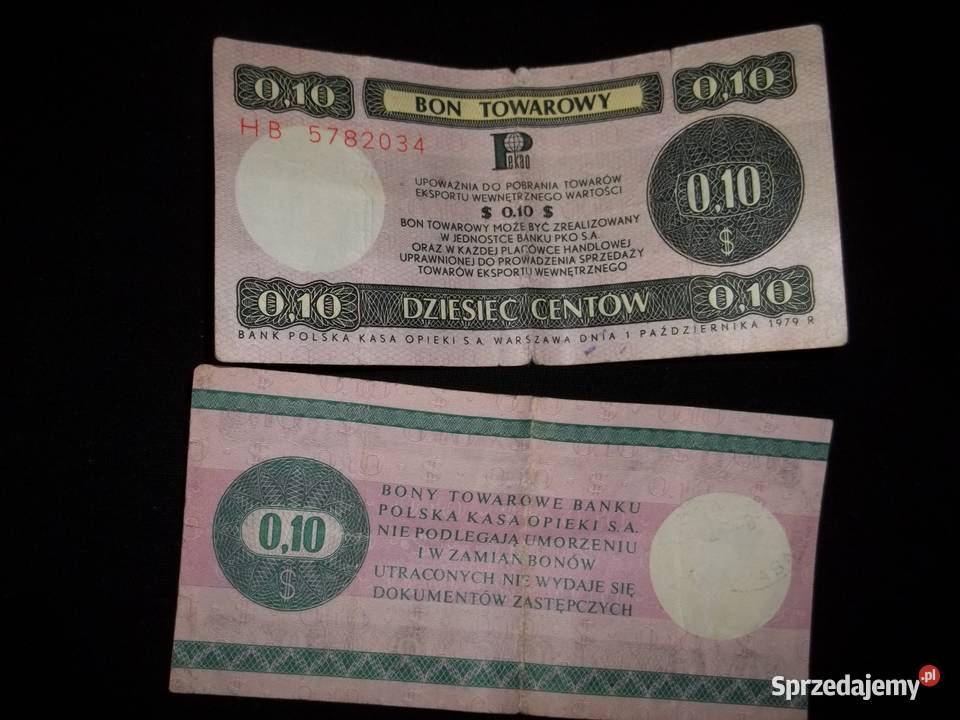 0,10 BON TOWAROWY 0,10
HB 5782034
Pekao
UPOWAŻNIA DO POBRANIA TOWARÓW
EKSPORTU WEWNĘTRZNEGO WARTOŚCI
$ 0,10 $
BON TOWAROWY MOŻE BYĆ ZREALIZOWANY
W JEDNOSTCE BANKU PKO S.A.
ORAZ W KAŻDEJ PLACÓWCE HANDLOWEJ
UPRAWNIONEJ DO PROWADZENIA SPRZEDAŻY
TOWARÓW EKSPORTU WEWNĘTRZNEGO
0,10
$
0,10 DZIESIĘĆ CENTÓW 0,10
BANK POLSKA KASA OPIEKI S.A. WARSZAWA DNIA 1 PAŹDZIERNIKA 1979 R
0,10
$
BONY TOWAROWE BANKU
POLSKA KASA OPIEKI S.A.
NIE PODLEGAJĄ UMORZENIU
I W ZAMIAN BONÓW
UTRACONYCH NIE WYDAJE SIĘ
DOKUMENTÓW ZASTĘPCZYCH
Sprzedajemy.pl